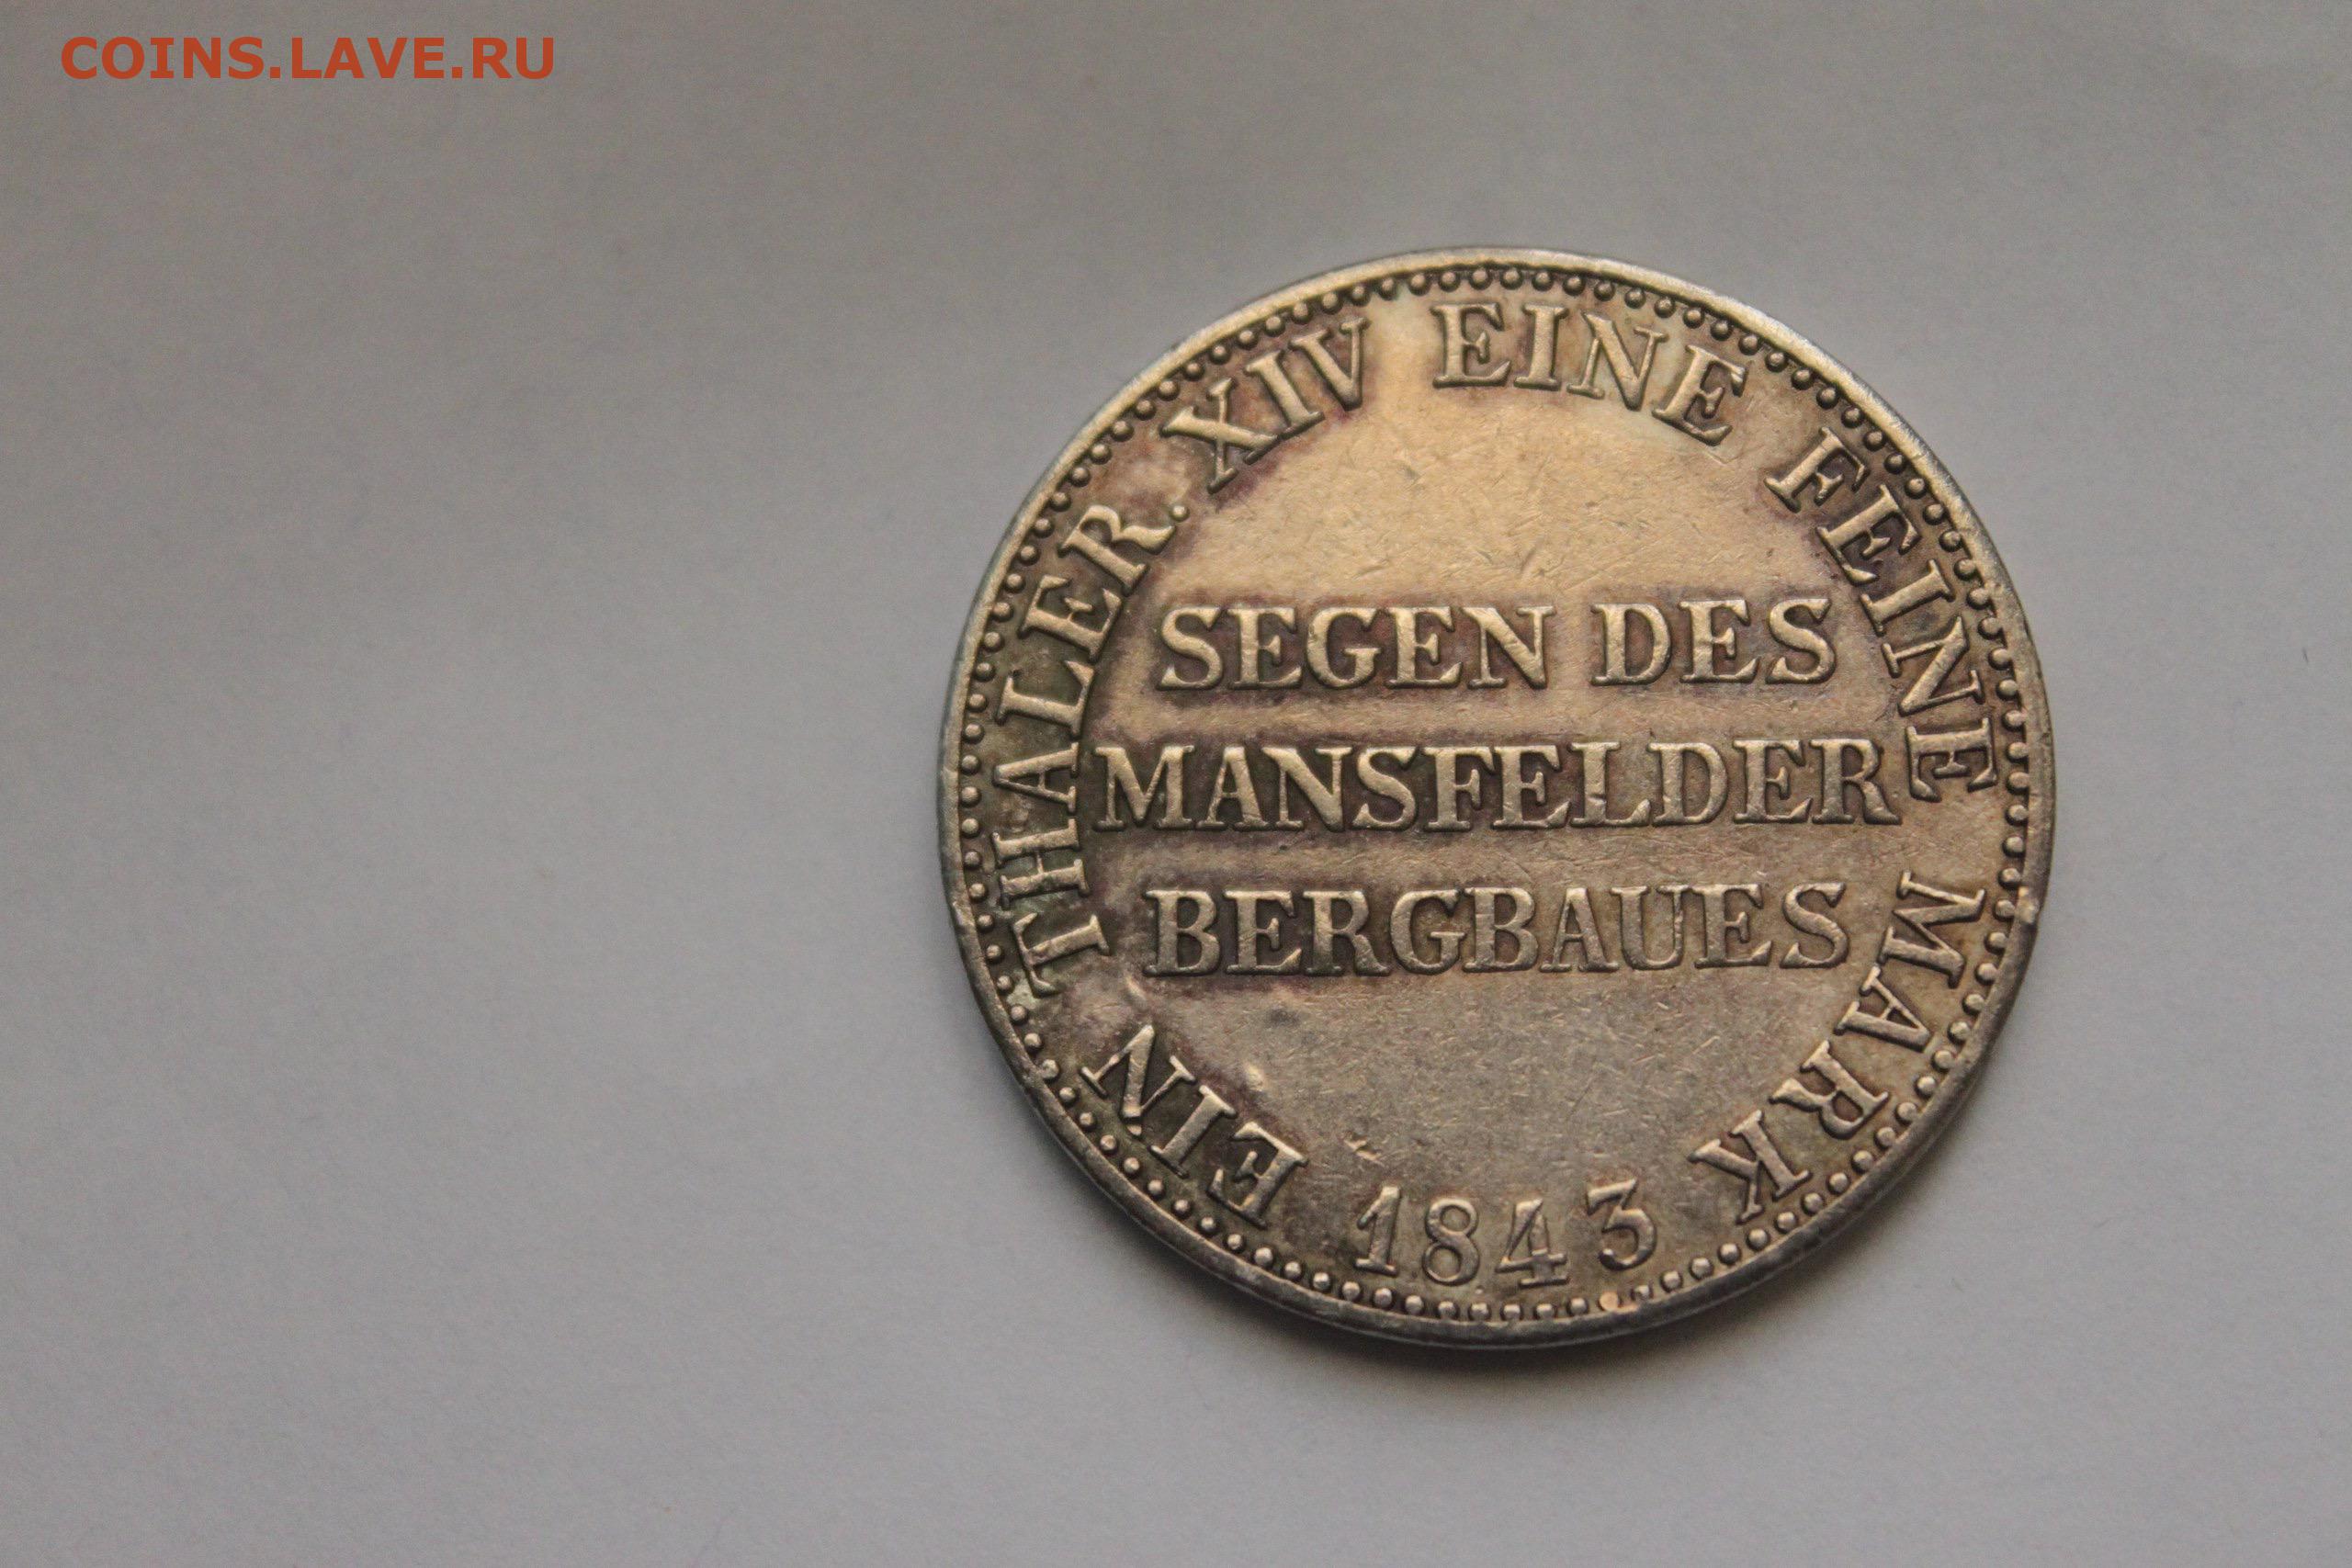 COINS.LAVE.RU
EIN THALER. XIV EINE FEINE MARK
SEGEN DES
MANSFELDER
BERGBAUES
1843